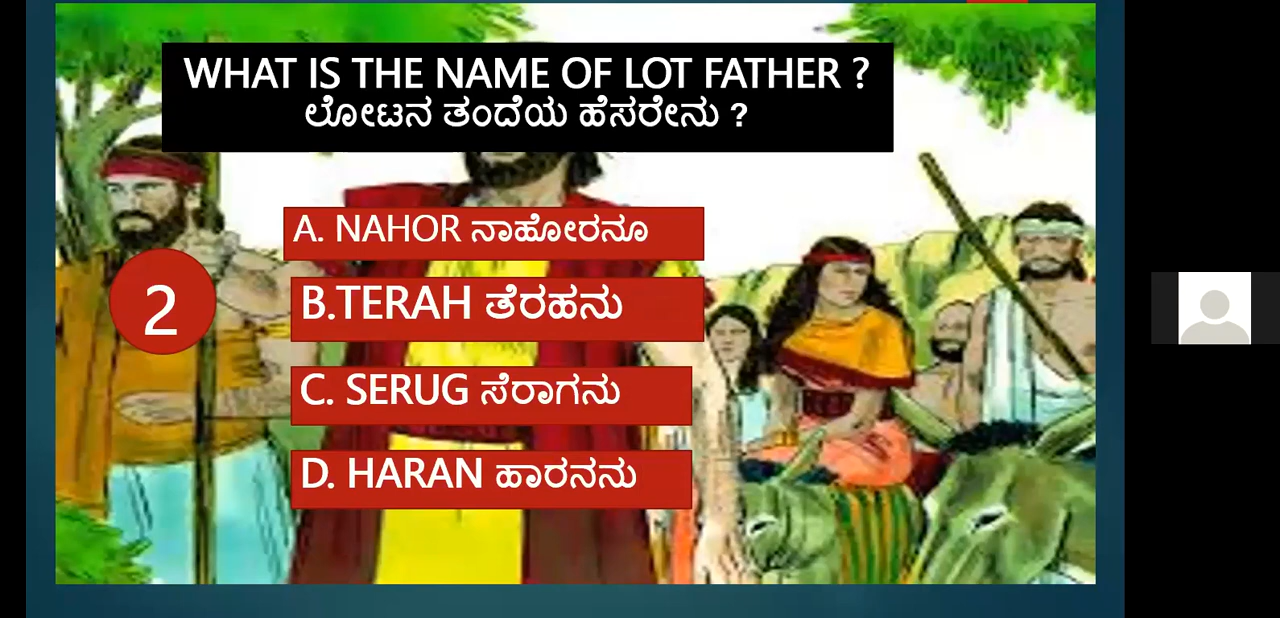 WHAT IS THE NAME OF LOT FATHER ?
ಲೋಟನ ತಂದೆಯ ಹೆಸರೇನು ?
A. NAHOR ನಾಹೋರನೂ
2
B.TERAH ತೆರಹನು
C. SERUG ಸೆರಾಗನು
D. HARAN ಹಾರನನು